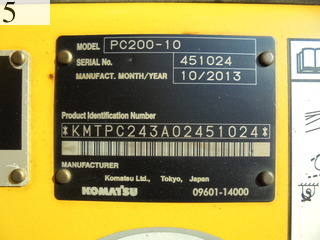 5
MODEL PC200-10
SERIAL No. 451024
MANUFACT. MONTH/YEAR 10/2013
Product Identification Number
*KMTPC243A02451024*
MANUFACTURER
Komatsu Ltd., Tokyo, Japan
KOMATSU 09601-14000